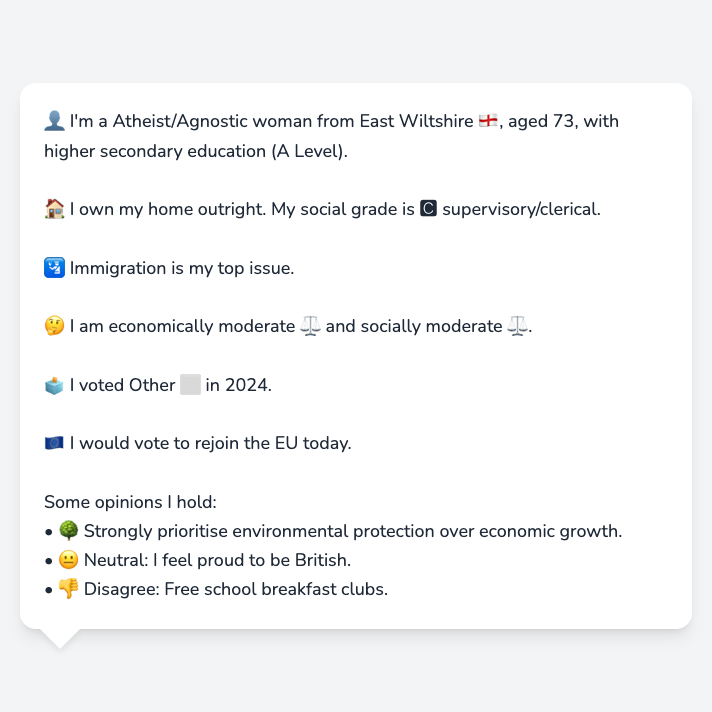 👤 I'm a Atheist/Agnostic woman from East Wiltshire 🏴󠁧󠁢󠁥󠁮󠁧󠁿, aged 73, with
higher secondary education (A Level).
🏠 I own my home outright. My social grade is 🅲 supervisory/clerical.
🛂 Immigration is my top issue.
🤔 I am economically moderate ⚖️ and socially moderate ⚖️.
🗳️ I voted Other ⬜ in 2024.
🇪🇺 I would vote to rejoin the EU today.
Some opinions I hold:
• 🌳 Strongly prioritise environmental protection over economic growth.
• 😐 Neutral: I feel proud to be British.
• 👎 Disagree: Free school breakfast clubs.